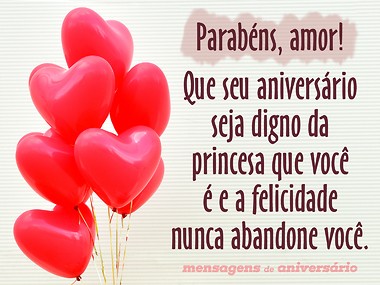 Parabéns, amor!
Que seu aniversário
seja digno da
princesa que você
é e a felicidade
nunca abandone você.
mensagens de aniversário